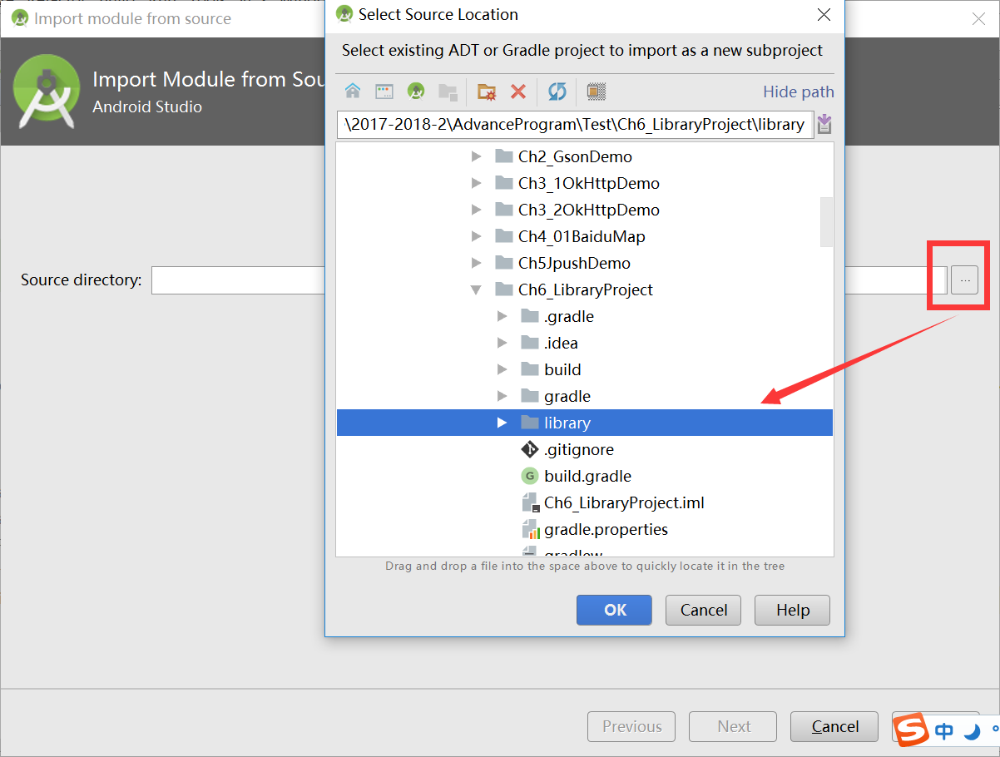 Import module from source
Select Source Location
Select existing ADT or Gradle project to import as a new subproject
Import Module from Sou
Android Studio
Hide path
\2017-2018-2\AdvanceProgram\Test\Ch6_LibraryProject\library
Ch2_GsonDemo
Ch3_1OkHttpDemo
Ch3_2OkHttpDemo
Ch4_01BaiduMap
Ch5JpushDemo
Source directory:
...
Ch6_LibraryProject
.gradle
.idea
build
gradle
library
.gitignore
G build.gradle
Ch6_LibraryProject.iml
gradle.properties
gradlew
Drag and drop a file into the space above to quickly locate it in the tree
OK Cancel Help
Previous Next Cancel
S 中